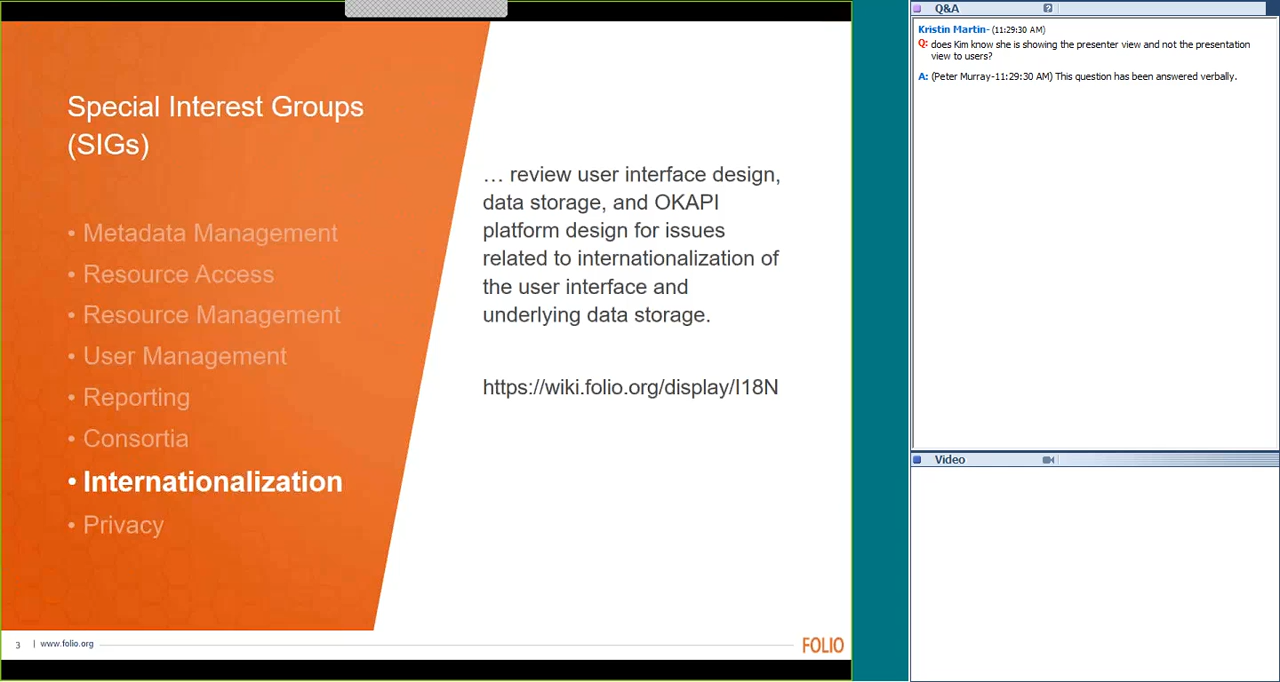 Special Interest Groups
(SIGs)
• Metadata Management
• Resource Access
• Resource Management
• User Management
• Reporting
• Consortia
• Internationalization
• Privacy
… review user interface design,
data storage, and OKAPI
platform design for issues
related to internationalization of
the user interface and
underlying data storage.
https://wiki.folio.org/display/I18N
3 | www.folio.org
FOLIO
Q&A ?
Kristin Martin- (11:29:30 AM)
Q: does Kim know she is showing the presenter view and not the presentation
view to users?
A: (Peter Murray-11:29:30 AM) This question has been answered verbally.
Video